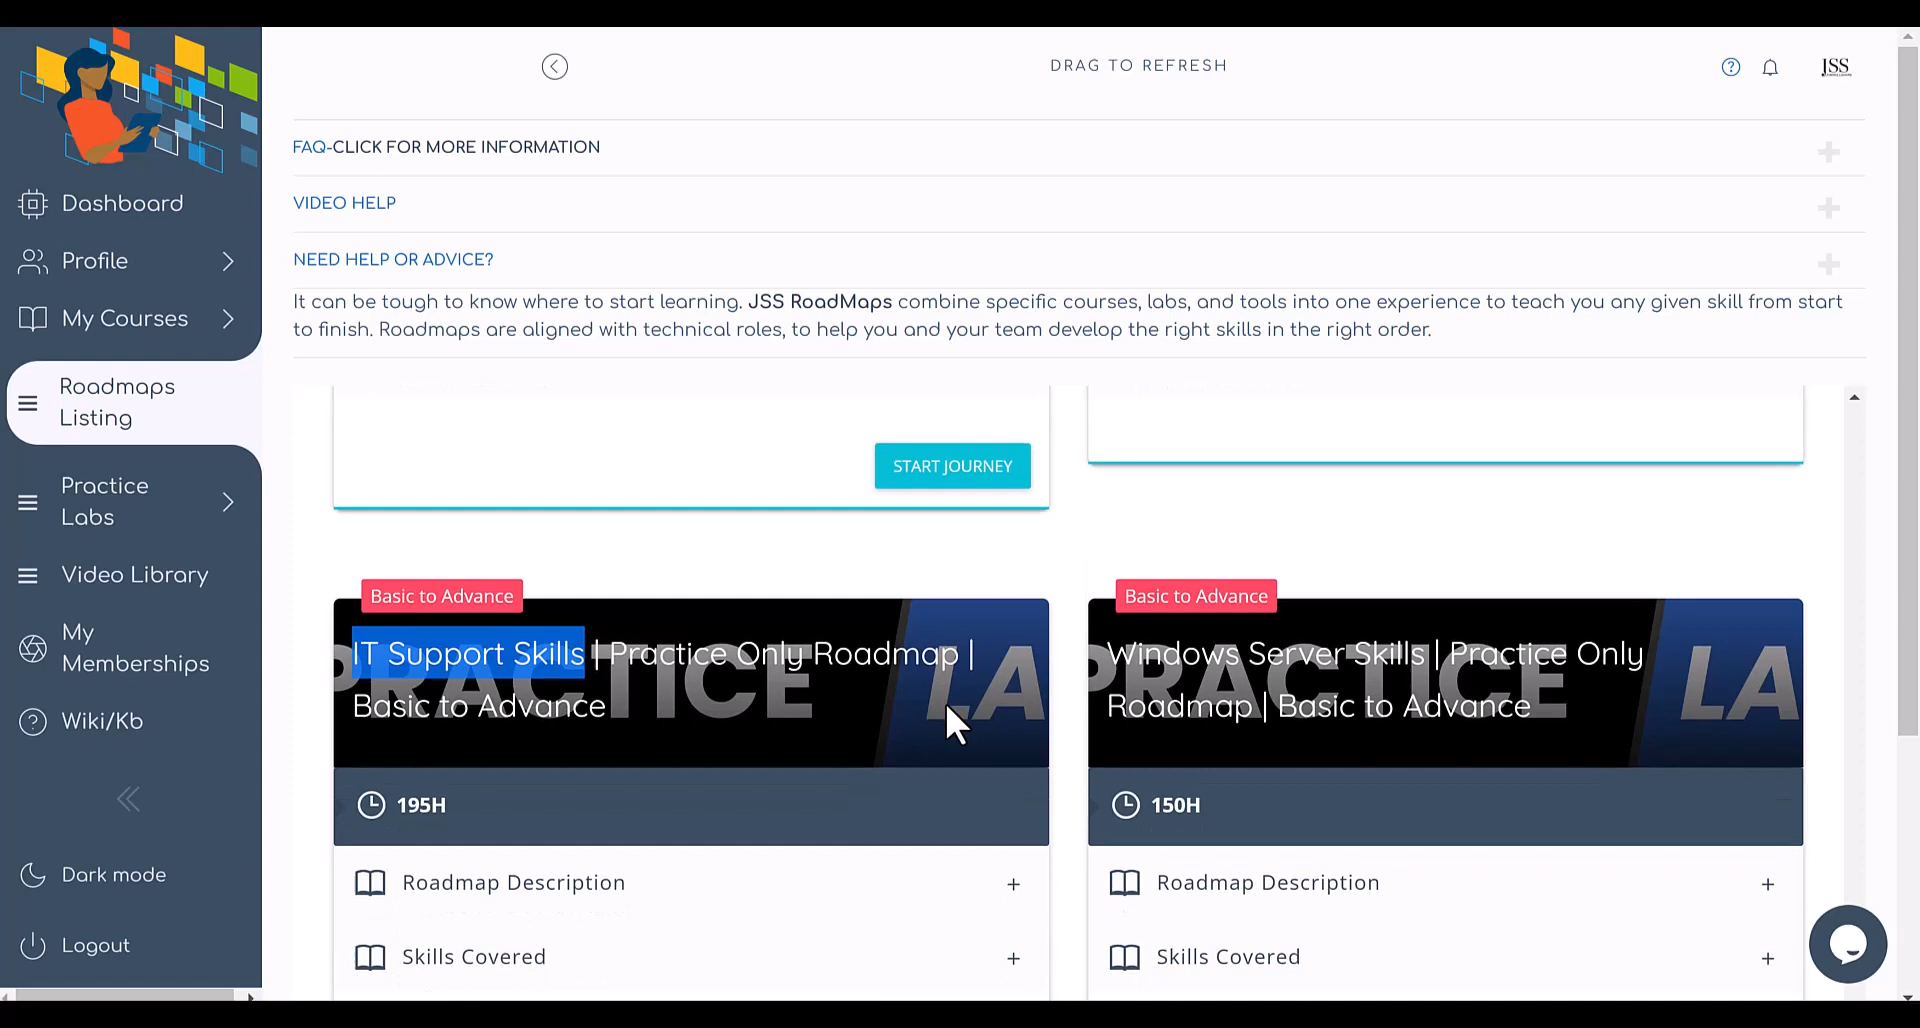 DRAG TO REFRESH
JSS
Dashboard
Profile
My Courses
Roadmaps
Listing
Practice
Labs
Video Library
My
Memberships
Wiki/Kb
Dark mode
Logout
FAQ-CLICK FOR MORE INFORMATION
VIDEO HELP
NEED HELP OR ADVICE?
It can be tough to know where to start learning. JSS RoadMaps combine specific courses, labs, and tools into one experience to teach you any given skill from start
to finish. Roadmaps are aligned with technical roles, to help you and your team develop the right skills in the right order.
START JOURNEY
Basic to Advance
PRACTICE LA
IT Support Skills | Practice Only Roadmap |
Basic to Advance
195H
Roadmap Description
Skills Covered
Basic to Advance
PRACTICE LA
Windows Server Skills | Practice Only
Roadmap | Basic to Advance
150H
Roadmap Description
Skills Covered